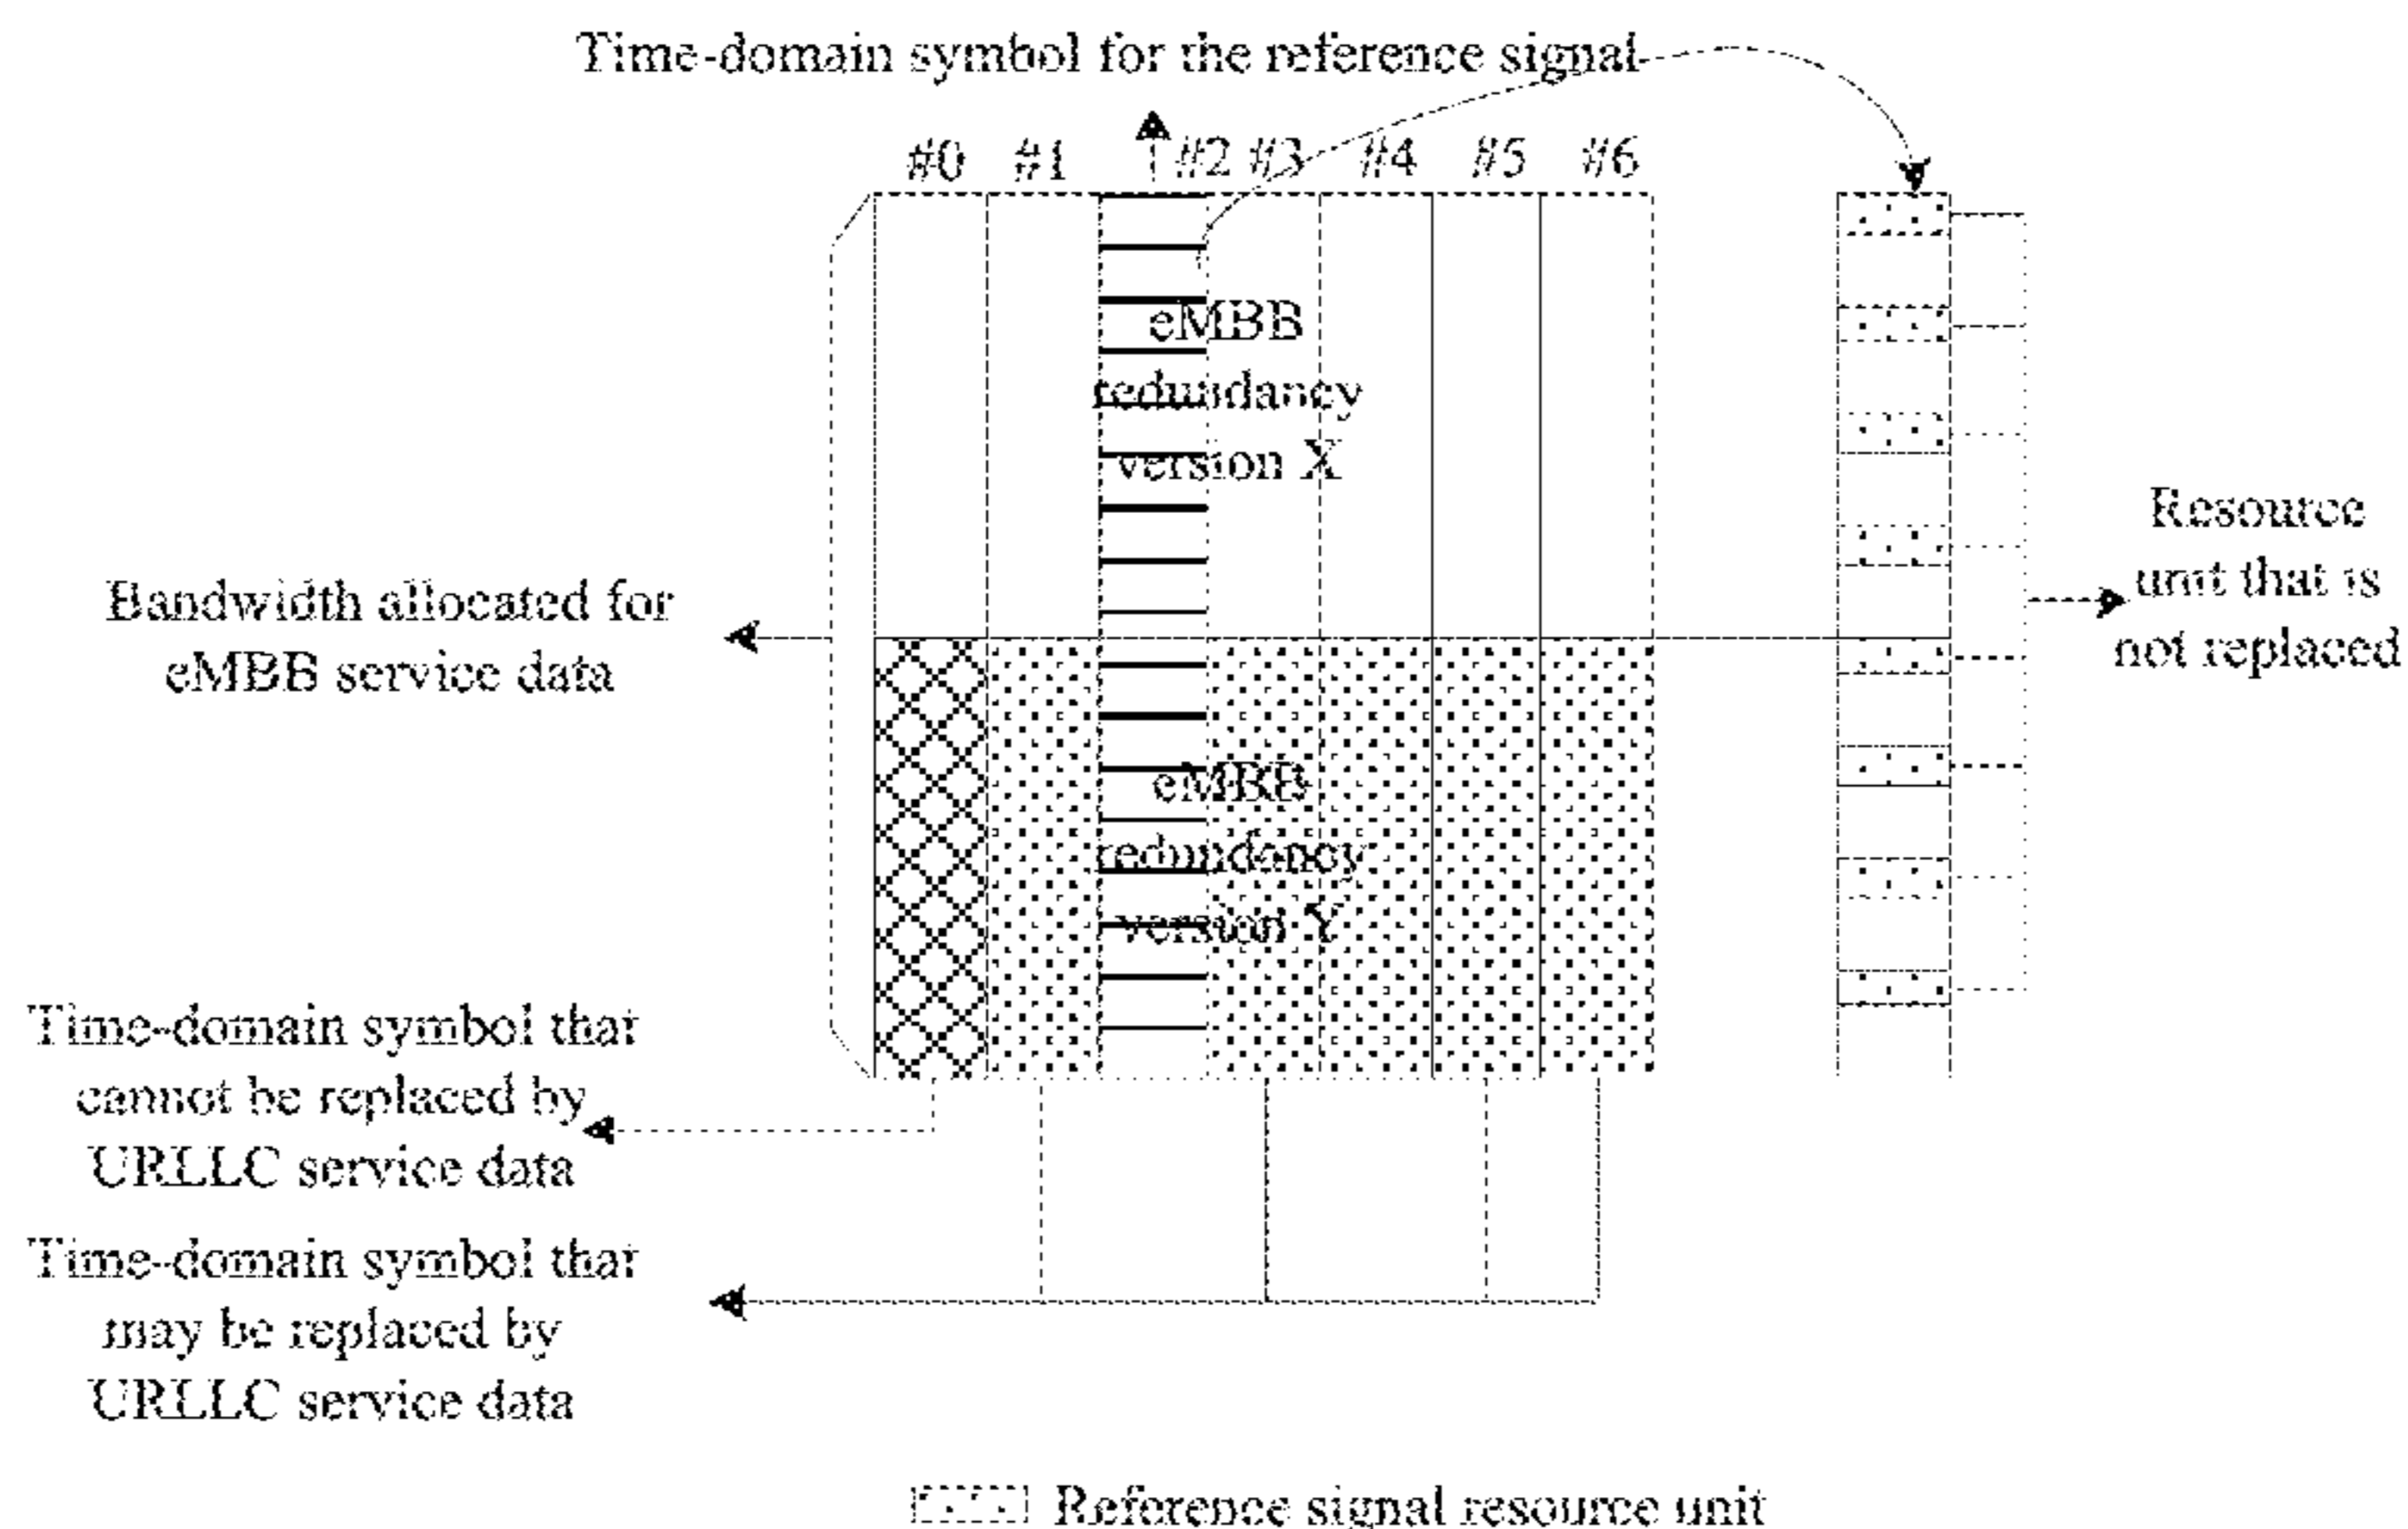 Time-domain symbol for the reference signal
#0 #1 #2 #3 #4 #5 #6
eMBB
redundancy
version X
Resource
unit that is
not replaced
Bandwidth allocated for
eMBB service data
eMBB
redundancy
version Y
Time-domain symbol that
cannot be replaced by
URLLC service data
Time-domain symbol that
may be replaced by
URLLC service data
Reference signal resource unit